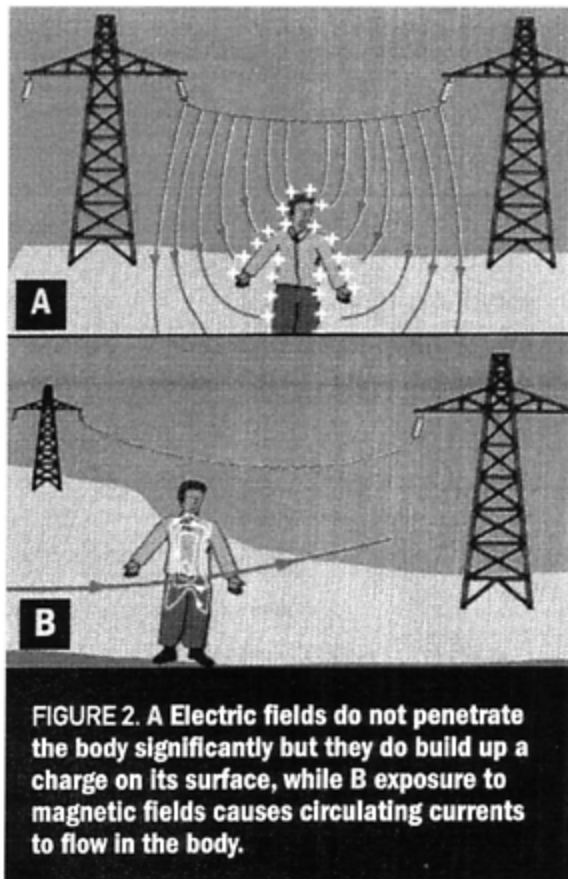 A
B
FIGURE 2. A Electric fields do not penetrate
the body significantly but they do build up a
charge on its surface, while B exposure to
magnetic fields causes circulating currents
to flow in the body.